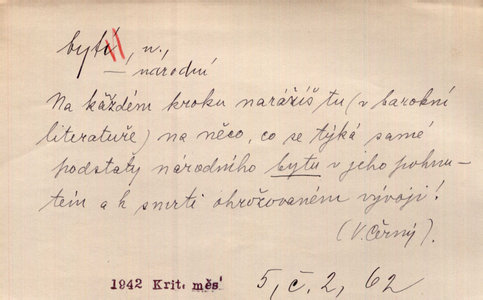 bytí, n.,
— národní
Na káždém kroku narážíš tu (v barokní
literatuře) na něco, co se týká samé
podstaty národního bytu v jeho pohnu-
tém a k smrti ohrožovaném vývoji!
(V. Černý).
1942 Krit. měs 5, č. 2, 62